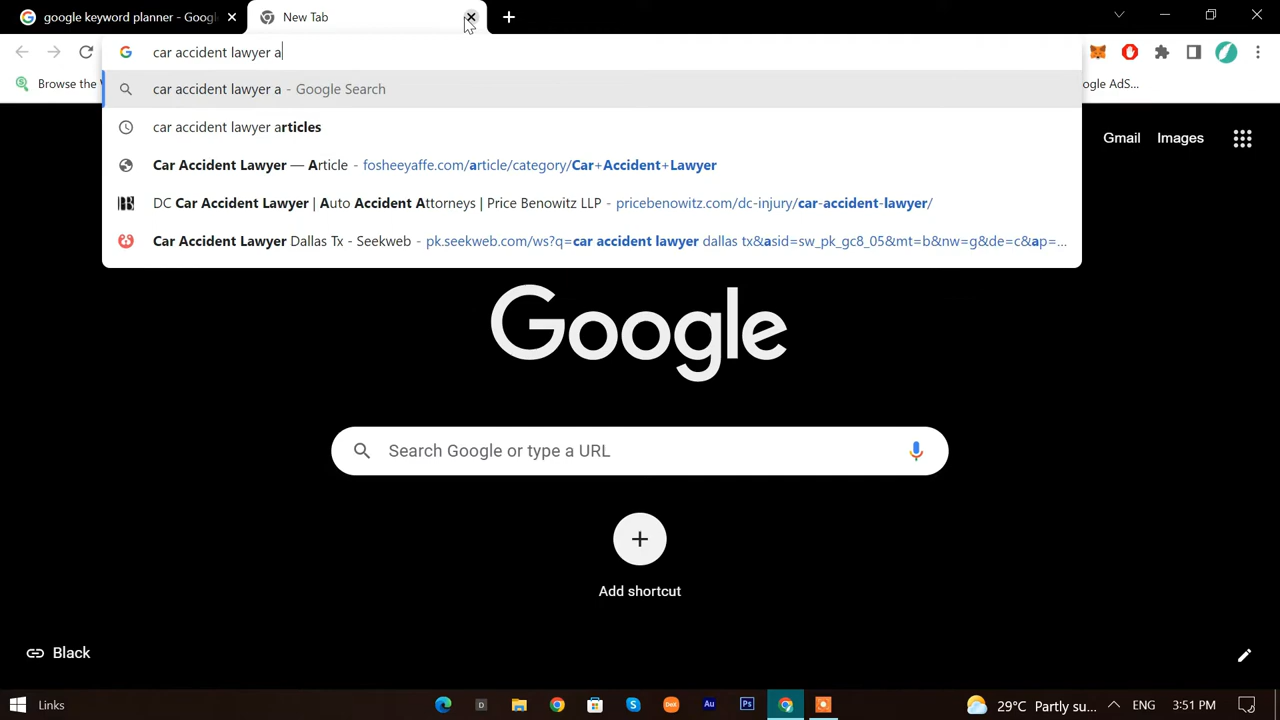 google keyword planner - Googl
New Tab
car accident lawyer a
Browse the
gle AdS...
car accident lawyer a - Google Search
car accident lawyer articles
Car Accident Lawyer — Article - fosheeyaffe.com/article/category/Car+Accident+Lawyer
DC Car Accident Lawyer | Auto Accident Attorneys | Price Benowitz LLP - pricebenowitz.com/dc-injury/car-accident-lawyer/
Car Accident Lawyer Dallas Tx - Seekweb - pk.seekweb.com/ws?q=car accident lawyer dallas tx&asid=sw_pk_gc8_05&mt=b&nw=g&de=c&ap=...
Gmail Images
Google
Search Google or type a URL
Add shortcut
Black
Links
29°C Partly su... ENG 3:51 PM